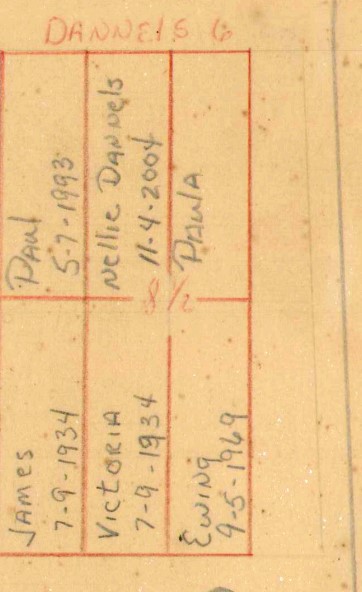 DANNELS 6
Paul
5-7-1993
Nellie Dannels
11-4-2004
Paula
8 1/2
James
7-9-1934
Victoria
7-9-1934
Ewing
9-5-1969